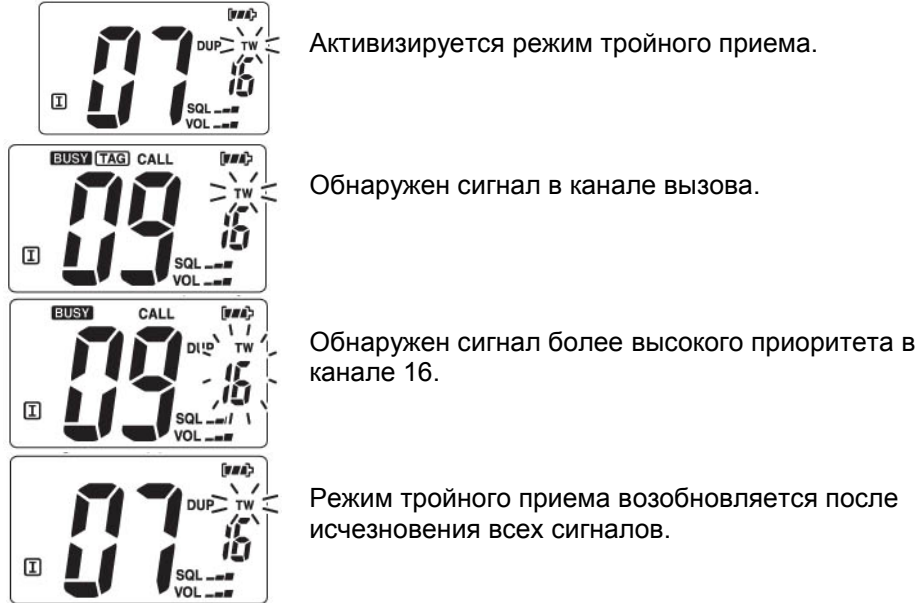 07 DUP TW
16
I
SQL
VOL
Активизируется режим тройного приема.
BUSY TAG CALL
09 TW
16
I
SQL
VOL
Обнаружен сигнал в канале вызова.
BUSY CALL
09 DUP TW
16
I
SQL
VOL
Обнаружен сигнал более высокого приоритета в
канале 16.
07 DUP TW
16
I
SQL
VOL
Режим тройного приема возобновляется после
исчезновения всех сигналов.